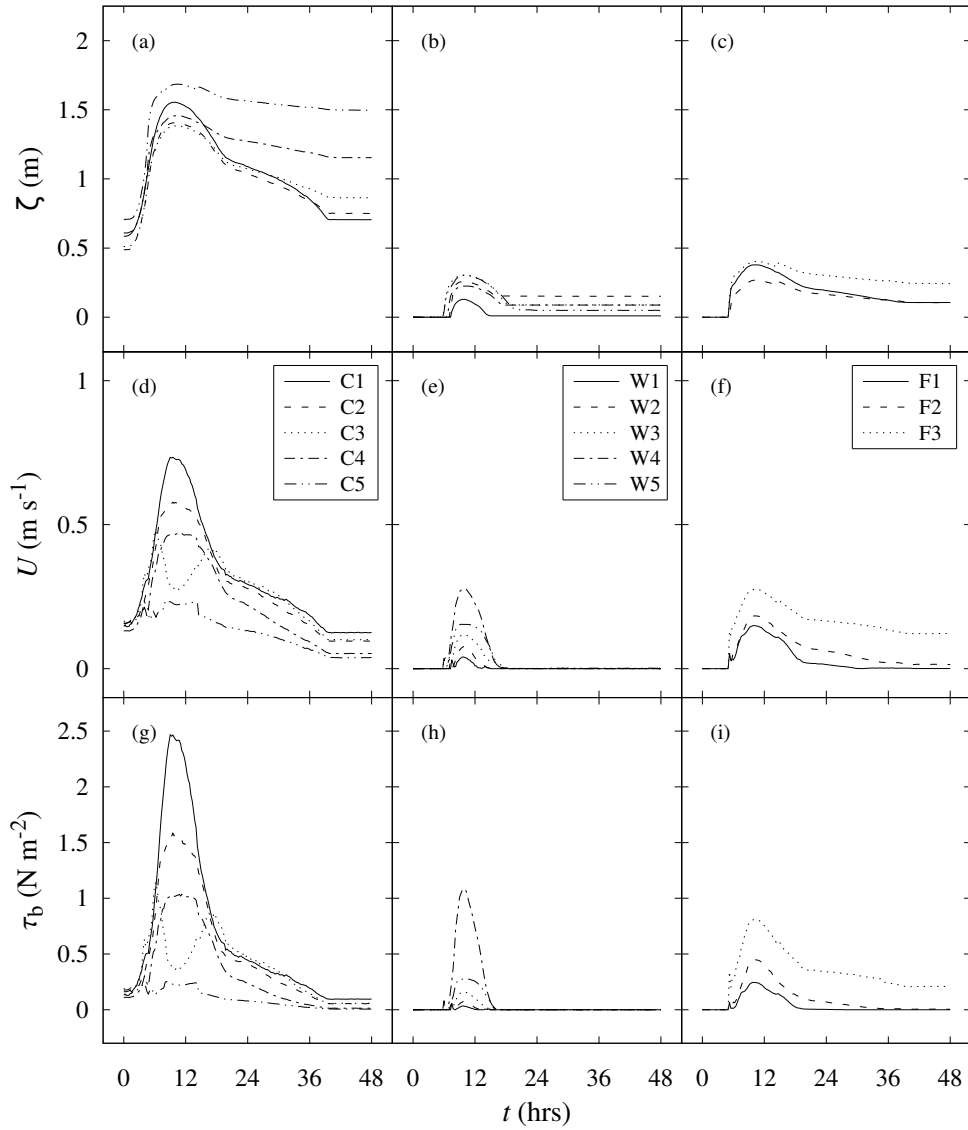 (a)
(b)
(c)
2
1.5
1
0.5
0
ζ (m)
(d)
(e)
(f)
C1
C2
C3
C4
C5
W1
W2
W3
W4
W5
F1
F2
F3
1
0.5
0
U (m s⁻¹)
(g)
(h)
(i)
2.5
2
1.5
1
0.5
0
τb (N m⁻²)
0 12 24 36 48
0 12 24 36 48
0 12 24 36 48
t (hrs)